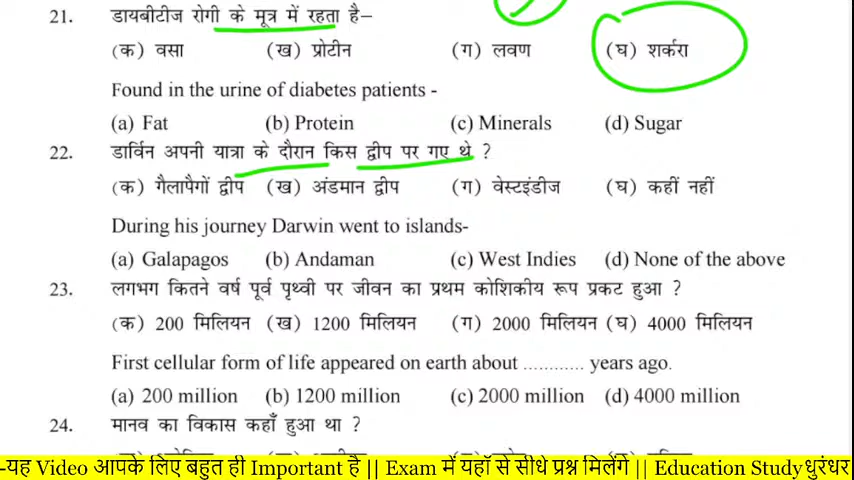 21. डायबीटीज रोगी के मूत्र में रहता है–
(क) वसा (ख) प्रोटीन (ग) लवण (घ) शर्करा
Found in the urine of diabetes patients -
(a) Fat (b) Protein (c) Minerals (d) Sugar
22. डार्विन अपनी यात्रा के दौरान किस द्वीप पर गए थे ?
(क) गैलापैगों द्वीप (ख) अंडमान द्वीप (ग) वेस्टइंडीज (घ) कहीं नहीं
During his journey Darwin went to islands-
(a) Galapagos (b) Andaman (c) West Indies (d) None of the above
23. लगभग कितने वर्ष पूर्व पृथ्वी पर जीवन का प्रथम कोशिकीय रूप प्रकट हुआ ?
(क) 200 मिलियन (ख) 1200 मिलियन (ग) 2000 मिलियन (घ) 4000 मिलियन
First cellular form of life appeared on earth about ............ years ago.
(a) 200 million (b) 1200 million (c) 2000 million (d) 4000 million
24. मानव का विकास कहाँ हुआ था ?
-यह Video आपके लिए बहुत ही Important है || Exam में यहॉ से सीधे प्रश्न मिलेंगे || Education Study धुरंधर